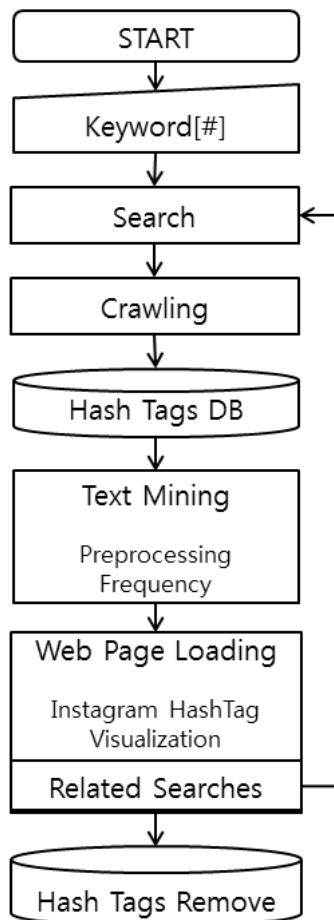 START
Keyword[#]
Search
Crawling
Hash Tags DB
Text Mining
Preprocessing
Frequency
Web Page Loading
Instagram HashTag
Visualization
Related Searches
Hash Tags Remove